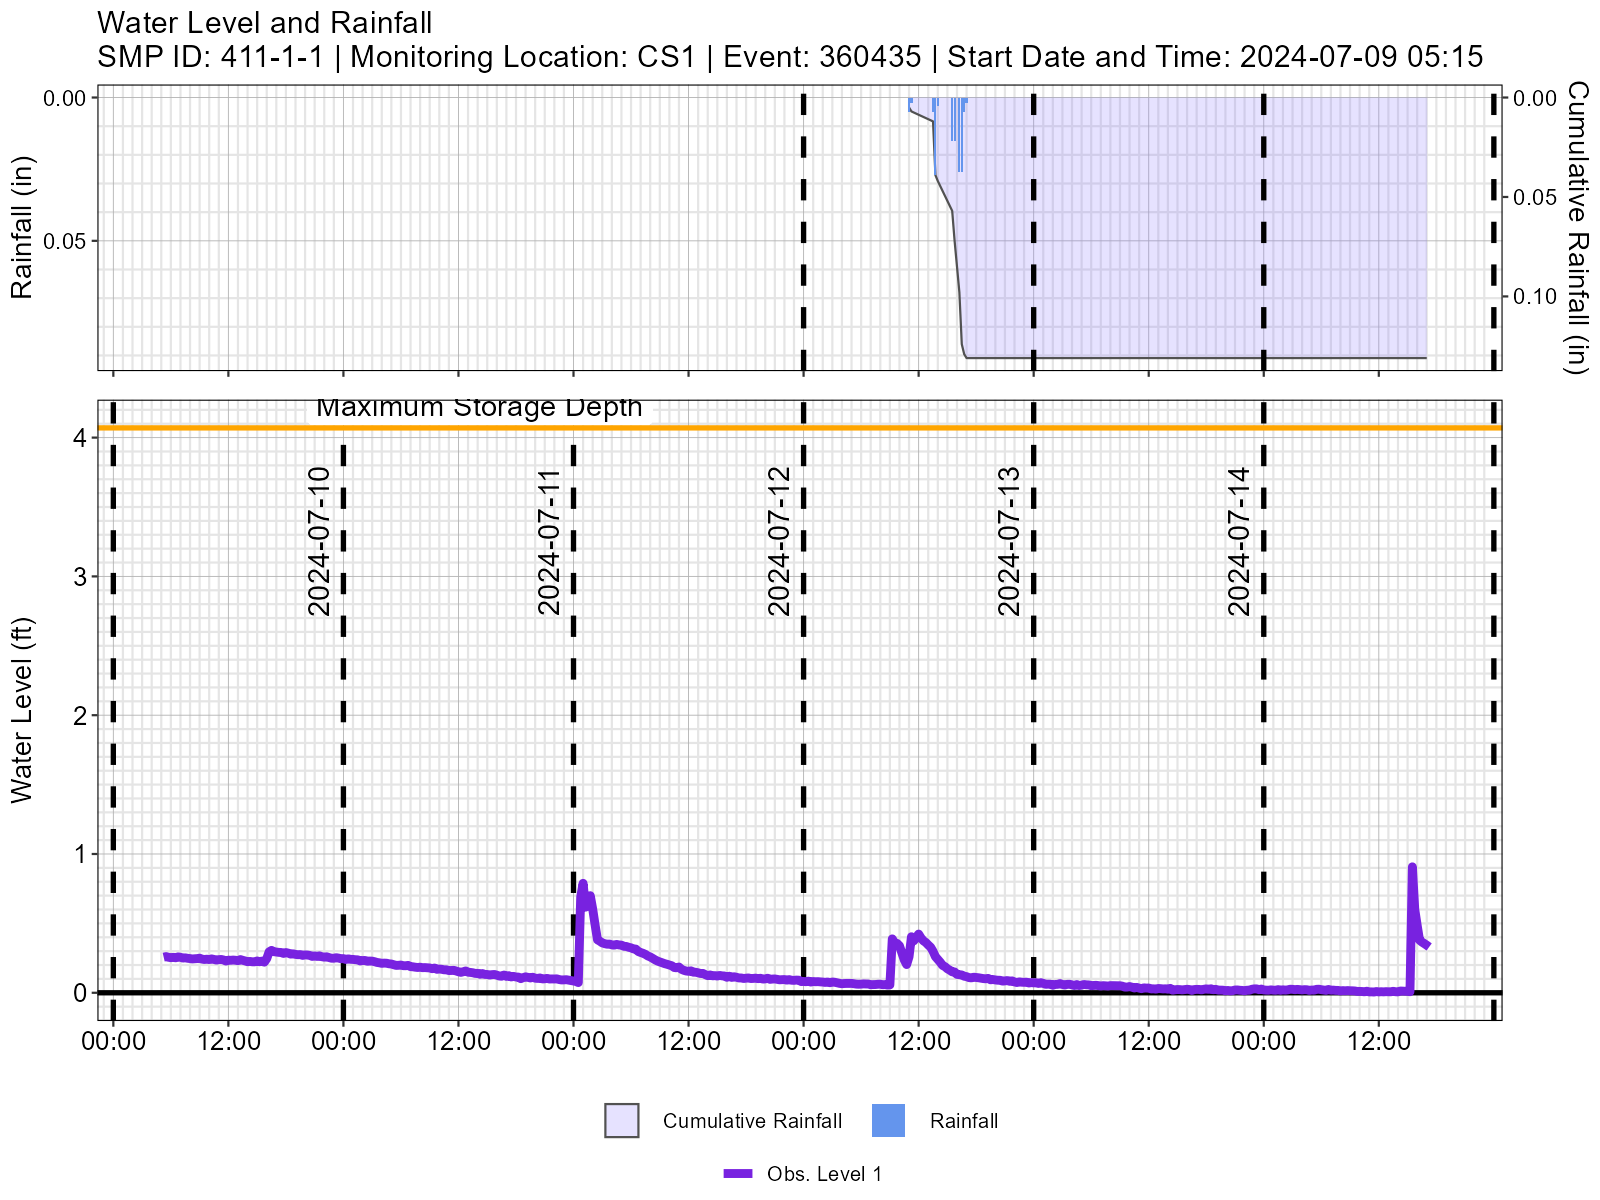 Water Level and Rainfall
SMP ID: 411-1-1 | Monitoring Location: CS1 | Event: 360435 | Start Date and Time: 2024-07-09 05:15
Rainfall (in)
0.00
0.05
0.00
0.05
0.10
Cumulative Rainfall (in)
Maximum Storage Depth
Water Level (ft)
4
3
2
1
0
2024-07-10
2024-07-11
2024-07-12
2024-07-13
2024-07-14
00:00 12:00 00:00 12:00 00:00 12:00 00:00 12:00 00:00 12:00 00:00 12:00
Cumulative Rainfall Rainfall
Obs. Level 1